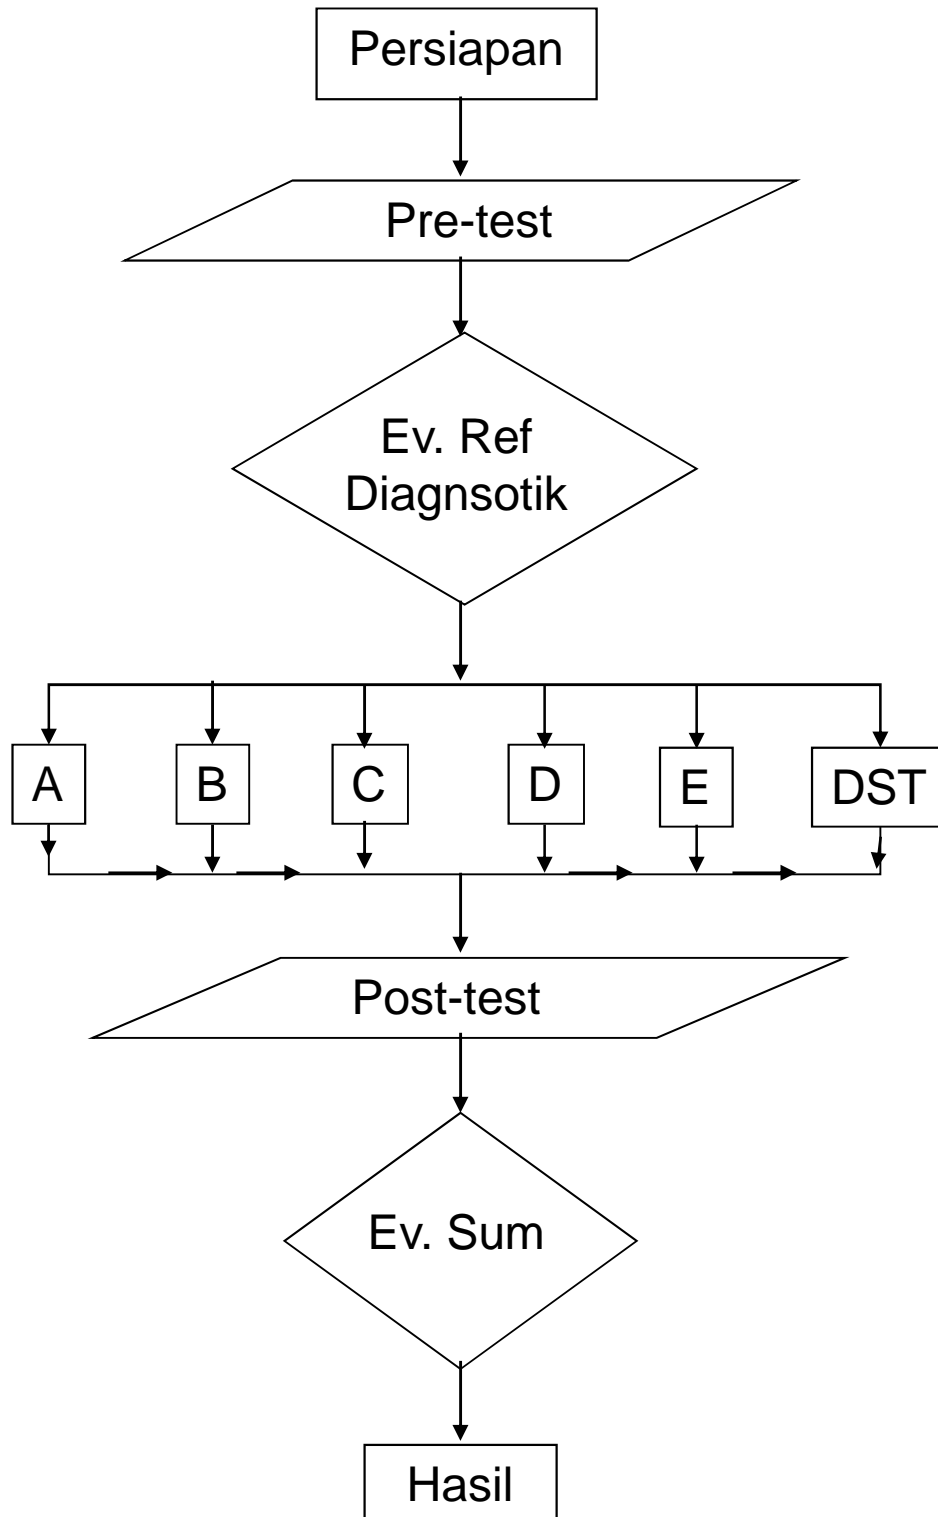 Persiapan
Pre-test
Ev. Ref
Diagnsotik
A
B
C
D
E
DST
Post-test
Ev. Sum
Hasil